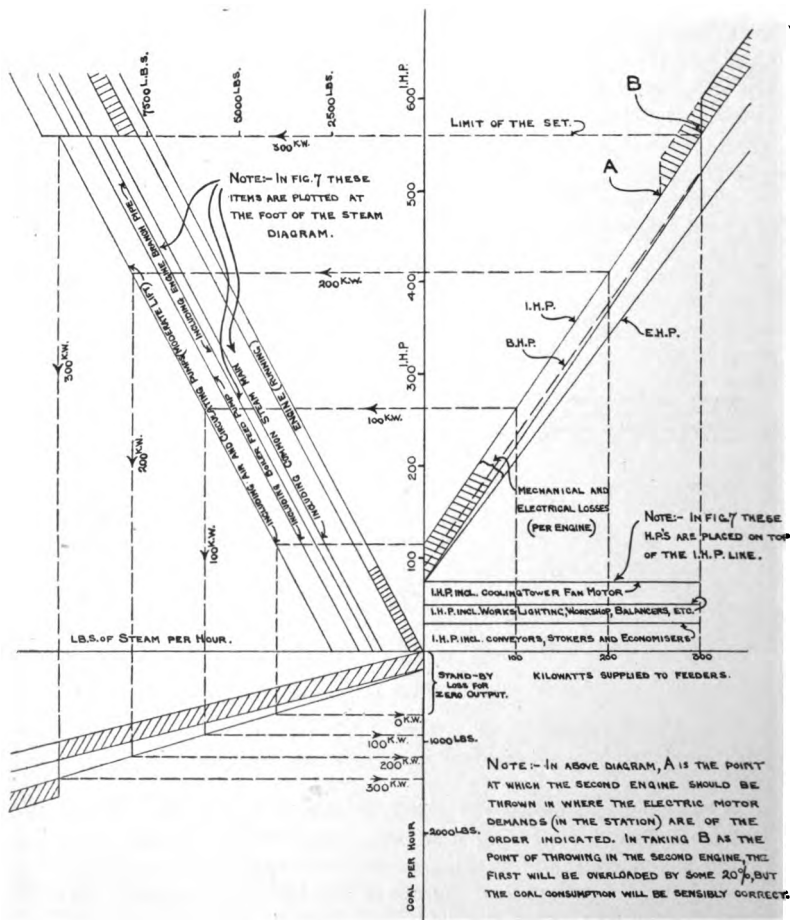 7500 L.B.S.
5000 LBS.
2500 LBS.
I.H.P.
600
B
LIMIT OF THE SET.
300 K.W.
A
500
NOTE:- IN FIG. 7 THESE
ITEMS ARE PLOTTED AT
THE FOOT OF THE STEAM
DIAGRAM.
400
200 K.W.
I.H.P.
B.H.P.
E.H.P.
I.H.P
300
300 K.W.
200 K.W.
100 K.W.
100 K.W.
INCLUDING AIR AND CIRCULATING PUMPS (MODERATE LIFT)
INCLUDING ENGINE BRANCH PIPE
INCLUDING BOILER FEED PUMP
INCLUDING COMMON STEAM MAIN
ENGINE (RUNNING)
200
MECHANICAL AND
ELECTRICAL LOSSES
(PER ENGINE)
NOTE:- IN FIG 7 THESE
H.P.'S ARE PLACED ON TOP
OF THE I.H.P. LINE.
100
I.H.P. INCL. COOLING TOWER FAN MOTOR
I.H.P. INCL. WORKS LIGHTING, WORKSHOP, BALANCERS, ETC.
I.H.P. INCL. CONVEYORS, STOKERS AND ECONOMISERS
LB.S. OF STEAM PER HOUR.
100
200
300
KILOWATTS SUPPLIED TO FEEDERS.
STAND-BY
LOSS FOR
ZERO OUTPUT.
0 K.W.
100 K.W.
200 K.W.
300 K.W.
1000 LBS.
2000 LBS.
COAL PER HOUR
NOTE:- IN ABOVE DIAGRAM, A IS THE POINT
AT WHICH THE SECOND ENGINE SHOULD BE
THROWN IN WHERE THE ELECTRIC MOTOR
DEMANDS (IN THE STATION) ARE OF THE
ORDER INDICATED. IN TAKING B AS THE
POINT OF THROWING IN THE SECOND ENGINE, THE
FIRST WILL BE OVERLOADED BY SOME 20%, BUT
THE COAL CONSUMPTION WILL BE SENSIBLY CORRECT.